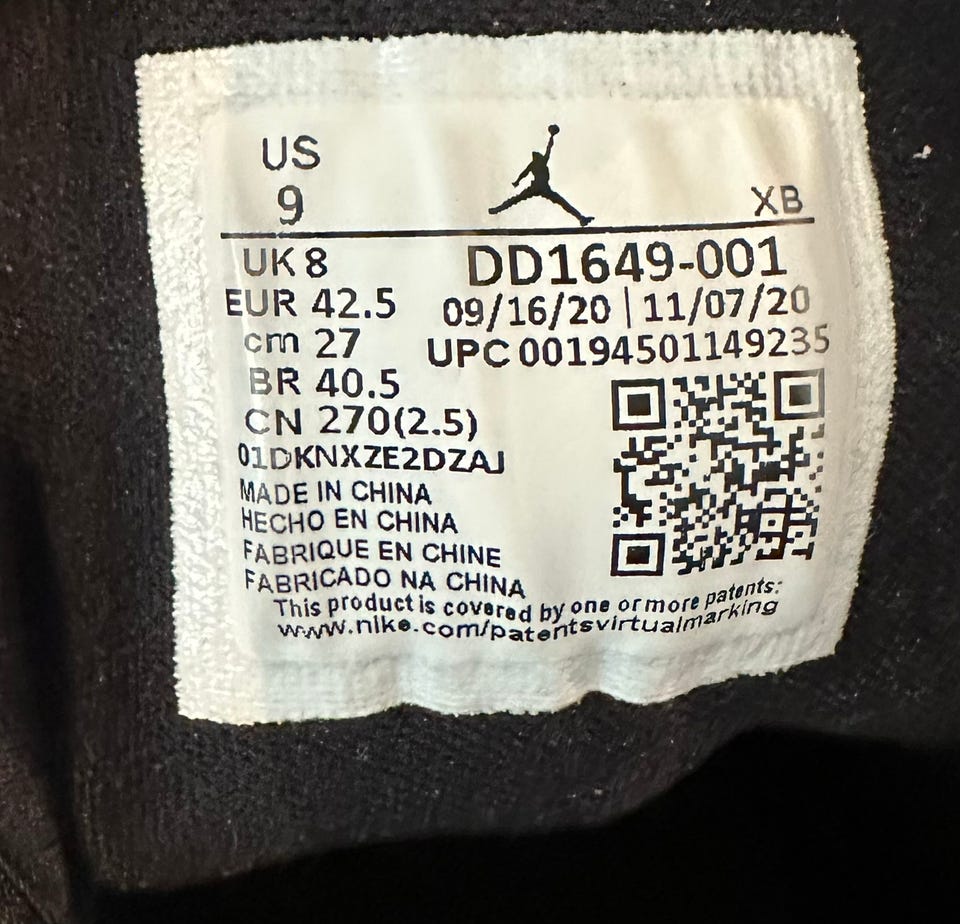 US
9
XB
UK 8
DD1649-001
EUR 42.5
09/16/20 | 11/07/20
cm 27
UPC 00194501149235
BR 40.5
CN 270(2.5)
01DKNXZE2DZAJ
MADE IN CHINA
HECHO EN CHINA
FABRIQUE EN CHINE
FABRICADO NA CHINA
This product is covered by one or more patents:
www.nike.com/patentsvirtualmarking